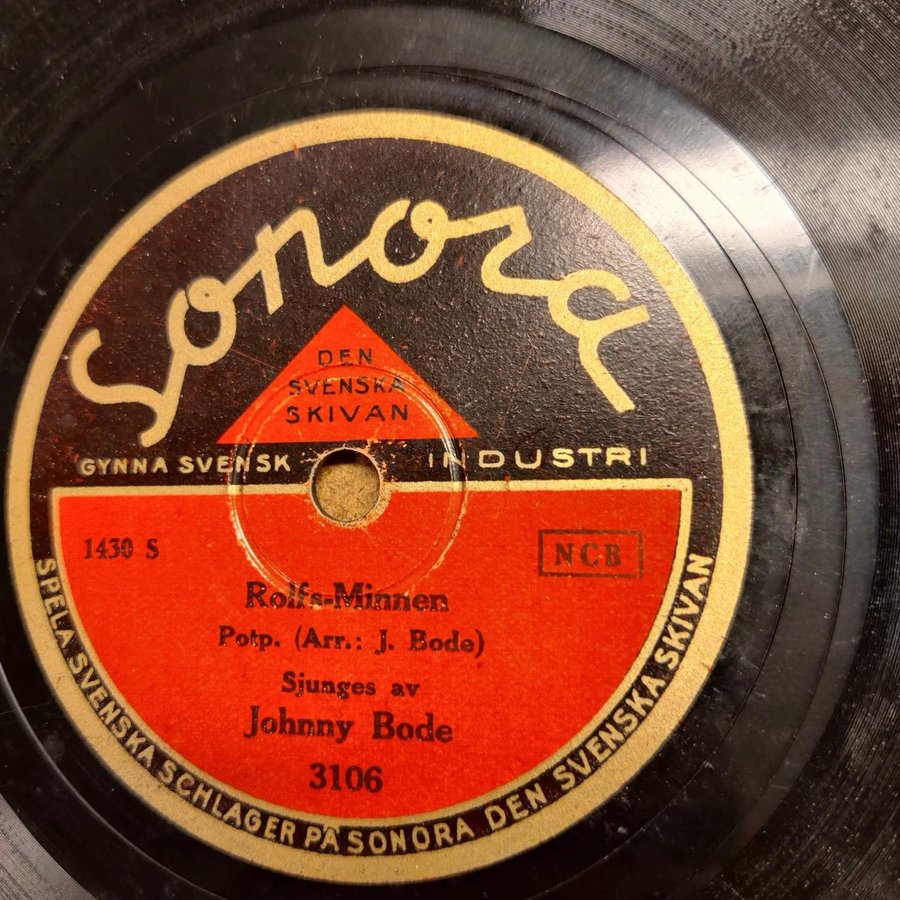 Sonora
DEN
SVENSKA
SKIVAN
GYNNA SVENSK INDUSTRI
1430 S
NCB
Rolfs-Minnen
Potp. (Arr.: J. Bode)
Sjunges av
Johnny Bode
3106
SPELA SVENSKA SCHLAGER PÅ SONORA DEN SVENSKA SKIVAN